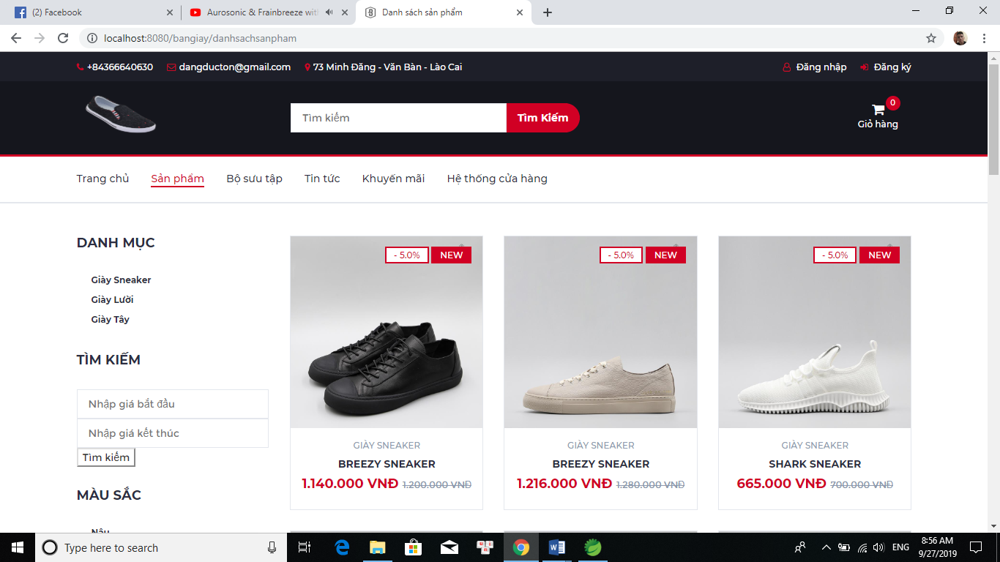 (2) Facebook
Aurosonic & Frainbreeze with
Danh sách sản phẩm
localhost:8080/bangiay/danhsachsanpham
+84366640630 dangducton@gmail.com 73 Minh Đăng - Văn Bàn - Lào Cai Đăng nhập Đăng ký
Tìm kiếm Tìm Kiếm
0
Giỏ hàng
Trang chủ Sản phẩm Bộ sưu tập Tin tức Khuyến mãi Hệ thống cửa hàng
DANH MỤC
Giày Sneaker
Giày Lười
Giày Tây
TÌM KIẾM
Nhập giá bắt đầu
Nhập giá kết thúc
Tìm kiếm
MÀU SẮC
Nâu
- 5.0% NEW
GIÀY SNEAKER
BREEZY SNEAKER
1.140.000 VNĐ 1.200.000 VNĐ
- 5.0% NEW
GIÀY SNEAKER
BREEZY SNEAKER
1.216.000 VNĐ 1.280.000 VNĐ
- 5.0% NEW
GIÀY SNEAKER
SHARK SNEAKER
665.000 VNĐ 700.000 VNĐ
Type here to search
ENG
8:56 AM
9/27/2019